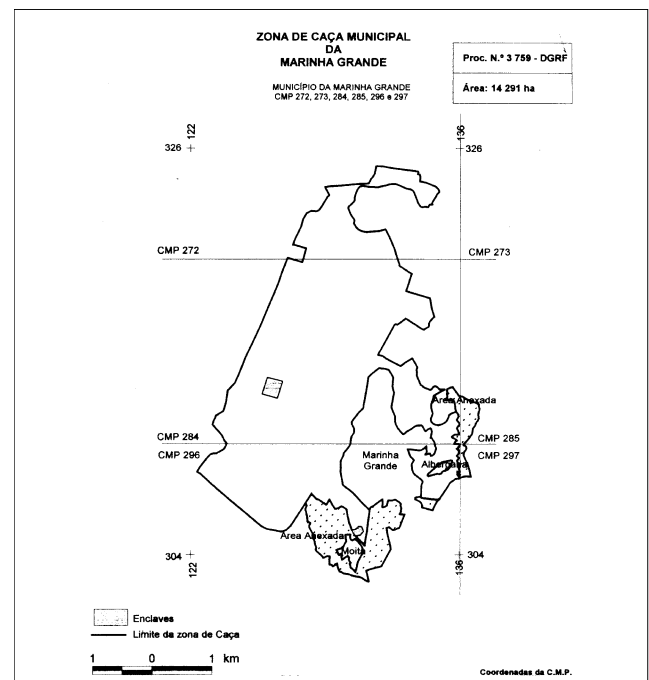 ZONA DE CAÇA MUNICIPAL
DA
MARINHA GRANDE
MUNICÍPIO DA MARINHA GRANDE
CMP 272, 273, 284, 285, 296 e 297
Proc. N.º 3 759 - DGRF
Área: 14 291 ha
122
136
326
326
CMP 272
CMP 273
Área Anexada
CMP 284
CMP 285
CMP 296
CMP 297
Marinha
Grande
Albergaria
Área Anexada
Moita
304
304
122
136
Enclaves
Limite da zona de Caça
1 0 1 km
Coordenadas da C.M.P.